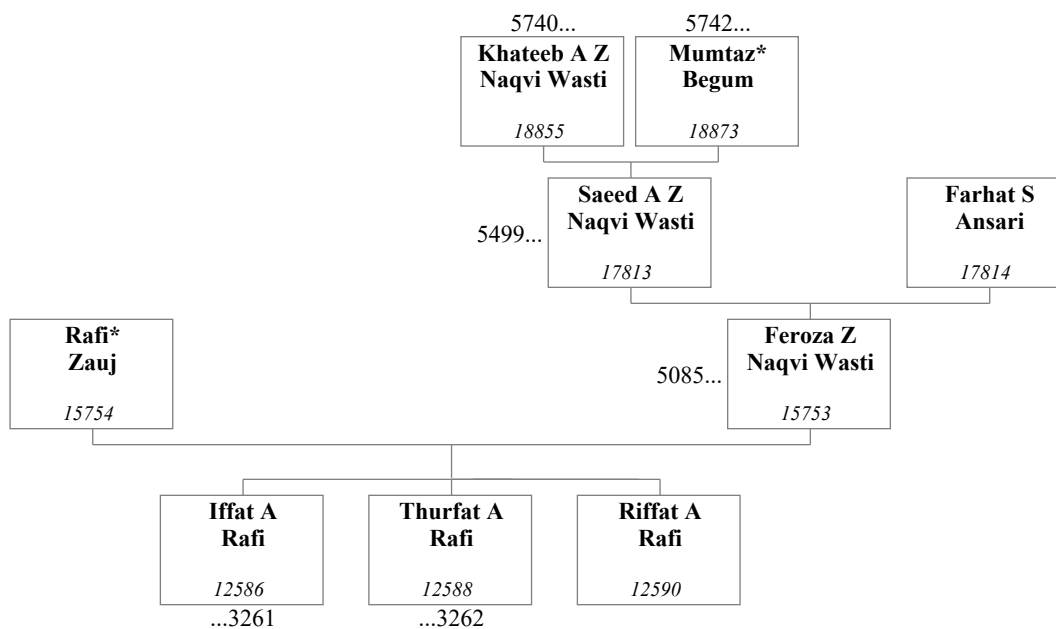 5740...
5742...
Khateeb A Z
Naqvi Wasti
18855
Mumtaz*
Begum
18873
5499...
Saeed A Z
Naqvi Wasti
17813
Farhat S
Ansari
17814
Rafi*
Zauj
15754
5085...
Feroza Z
Naqvi Wasti
15753
Iffat A
Rafi
12586
...3261
Thurfat A
Rafi
12588
...3262
Riffat A
Rafi
12590